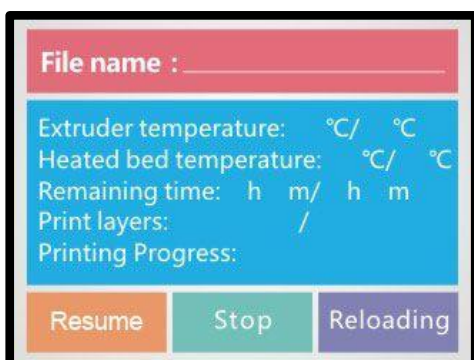 File name :
Extruder temperature: ℃/ ℃
Heated bed temperature: ℃/ ℃
Remaining time: h m/ h m
Print layers: /
Printing Progress:
Resume Stop Reloading